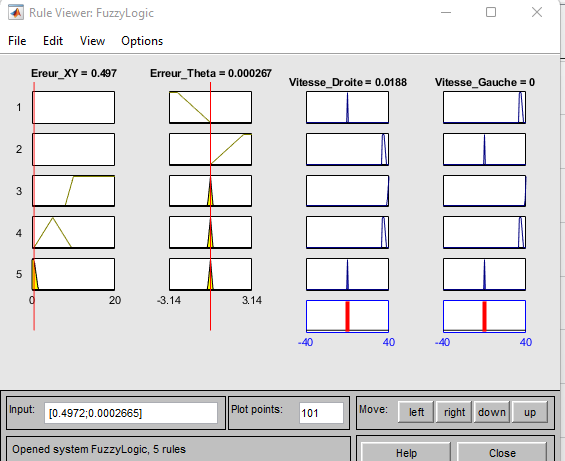 Rule Viewer: FuzzyLogic
File Edit View Options
Ereur_XY = 0.497 Erreur_Theta = 0.000267 Vitesse_Droite = 0.0188 Vitesse_Gauche = 0
1
2
3
4
5
0 20 -3.14 3.14
-40 40 -40 40
Input: [0.4972;0.0002665] Plot points: 101 Move: left right down up
Opened system FuzzyLogic, 5 rules Help Close